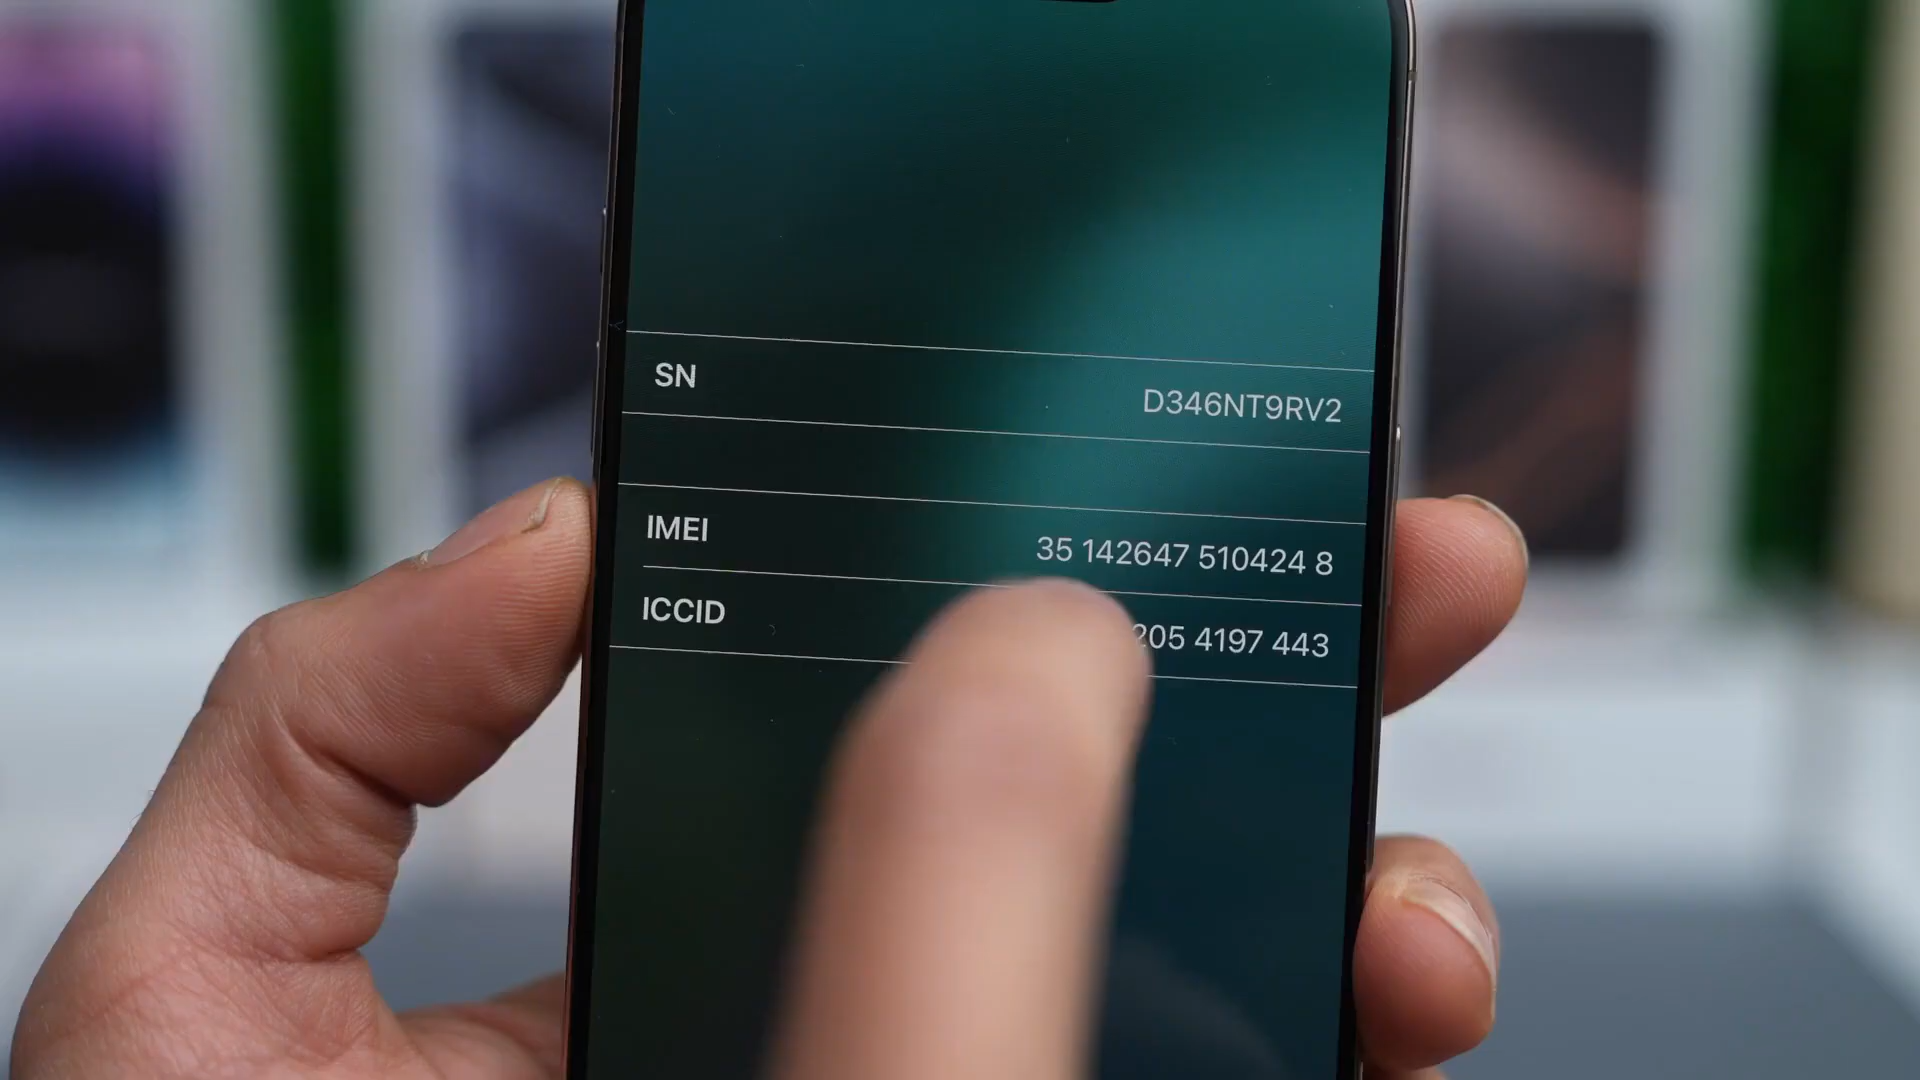 SN
D346NT9RV2
IMEI
35 142647 510424 8
ICCID
205 4197 443